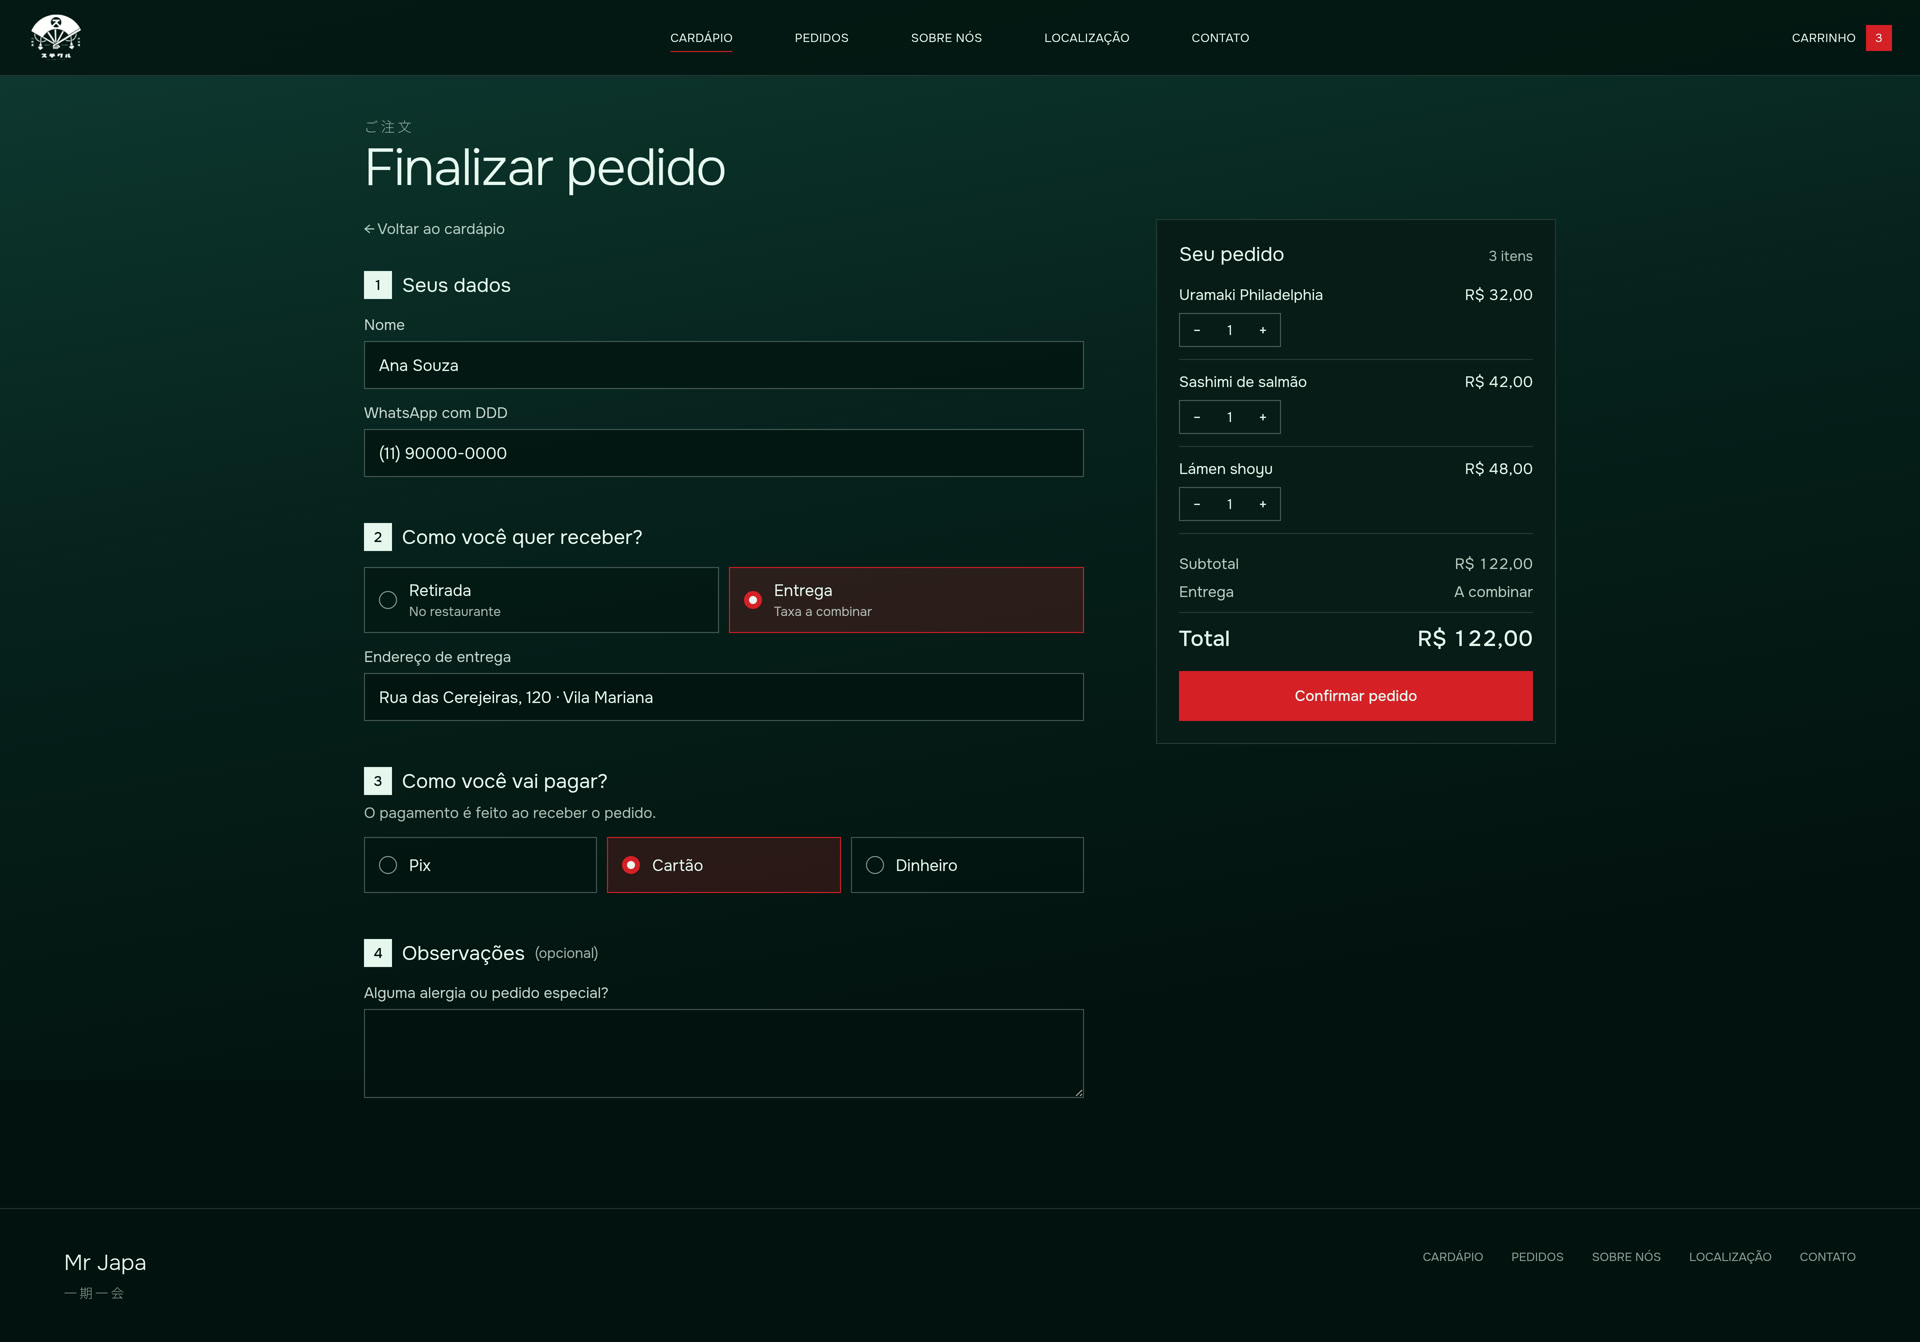 CARDÁPIO PEDIDOS SOBRE NÓS LOCALIZAÇÃO CONTATO CARRINHO 3
ご注文
Finalizar pedido
← Voltar ao cardápio
1 Seus dados
Nome
Ana Souza
WhatsApp com DDD
(11) 90000-0000
2 Como você quer receber?
Retirada
No restaurante
Entrega
Taxa a combinar
Endereço de entrega
Rua das Cerejeiras, 120 · Vila Mariana
3 Como você vai pagar?
O pagamento é feito ao receber o pedido.
Pix
Cartão
Dinheiro
4 Observações (opcional)
Alguma alergia ou pedido especial?
Seu pedido 3 itens
Uramaki Philadelphia R$ 32,00
− 1 +
Sashimi de salmão R$ 42,00
− 1 +
Lámen shoyu R$ 48,00
− 1 +
Subtotal R$ 122,00
Entrega A combinar
Total R$ 122,00
Confirmar pedido
Mr Japa
一期一会
CARDÁPIO PEDIDOS SOBRE NÓS LOCALIZAÇÃO CONTATO